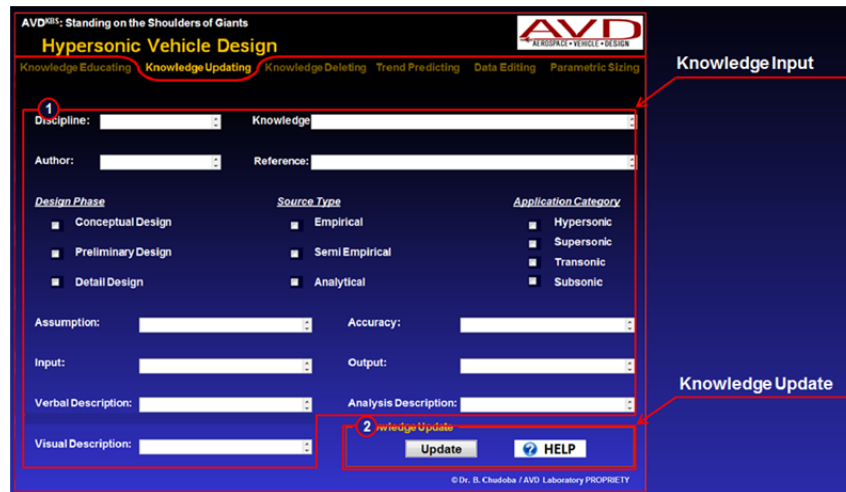 AVDKBS: Standing on the Shoulders of Giants
Hypersonic Vehicle Design
AVD
AEROSPACE • VEHICLE • DESIGN
Knowledge Educating Knowledge Updating Knowledge Deleting Trend Predicting Data Editing Parametric Sizing
Knowledge Input
1
Discipline: Knowledge
Author: Reference:
Design Phase Source Type Application Category
Conceptual Design Empirical Hypersonic
Supersonic
Preliminary Design Semi Empirical
Transonic
Detail Design Analytical Subsonic
Assumption: Accuracy:
Input: Output:
Knowledge Update
Verbal Description: Analysis Description:
2 owledge Update
Visual Description: Update ? HELP
© Dr. B. Chudoba / AVD Laboratory PROPRIETY